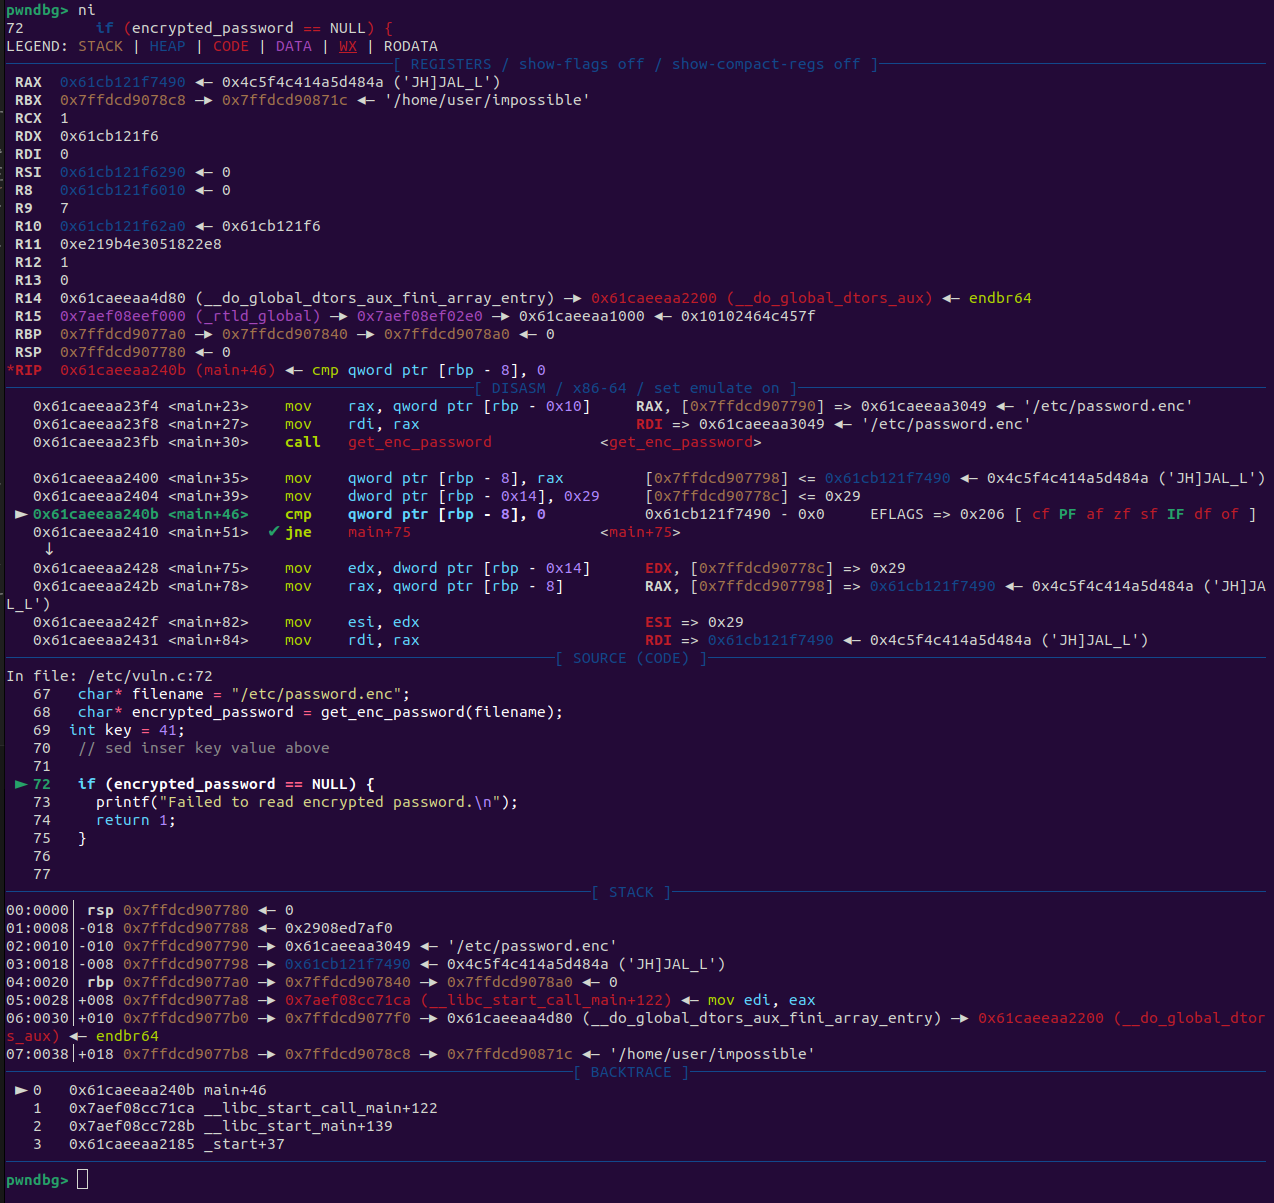 pwndbg> ni
72        if (encrypted_password == NULL) {
LEGEND: STACK | HEAP | CODE | DATA | WX | RODATA
[ REGISTERS / show-flags off / show-compact-regs off ]
RAX  0x61cb121f7490 ◂— 0x4c5f4c414a5d484a ('JH]JAL_L')
RBX  0x7ffdcd9078c8 —▸ 0x7ffdcd90871c ◂— '/home/user/impossible'
RCX  1
RDX  0x61cb121f6
RDI  0
RSI  0x61cb121f6290 ◂— 0
R8   0x61cb121f6010 ◂— 0
R9   7
R10  0x61cb121f62a0 ◂— 0x61cb121f6
R11  0xe219b4e3051822e8
R12  1
R13  0
R14  0x61caeeaa4d80 (__do_global_dtors_aux_fini_array_entry) —▸ 0x61caeeaa2200 (__do_global_dtors_aux) ◂— endbr64
R15  0x7aef08eef000 (_rtld_global) —▸ 0x7aef08ef02e0 —▸ 0x61caeeaa1000 ◂— 0x10102464c457f
RBP  0x7ffdcd9077a0 —▸ 0x7ffdcd907840 —▸ 0x7ffdcd9078a0 ◂— 0
RSP  0x7ffdcd907780 ◂— 0
*RIP  0x61caeeaa240b (main+46) ◂— cmp qword ptr [rbp - 8], 0
[ DISASM / x86-64 / set emulate on ]
0x61caeeaa23f4 <main+23>    mov    rax, qword ptr [rbp - 0x10]     RAX, [0x7ffdcd907790] => 0x61caeeaa3049 ◂— '/etc/password.enc'
0x61caeeaa23f8 <main+27>    mov    rdi, rax                        RDI => 0x61caeeaa3049 ◂— '/etc/password.enc'
0x61caeeaa23fb <main+30>    call   get_enc_password            <get_enc_password>
0x61caeeaa2400 <main+35>    mov    qword ptr [rbp - 8], rax         [0x7ffdcd907798] <= 0x61cb121f7490 ◂— 0x4c5f4c414a5d484a ('JH]JAL_L')
0x61caeeaa2404 <main+39>    mov    dword ptr [rbp - 0x14], 0x29     [0x7ffdcd90778c] <= 0x29
► 0x61caeeaa240b <main+46>    cmp    qword ptr [rbp - 8], 0           0x61cb121f7490 - 0x0     EFLAGS => 0x206 [ cf PF af zf sf IF df of ]
0x61caeeaa2410 <main+51>  ✔ jne    main+75                     <main+75>
↓
0x61caeeaa2428 <main+75>    mov    edx, dword ptr [rbp - 0x14]      EDX, [0x7ffdcd90778c] => 0x29
0x61caeeaa242b <main+78>    mov    rax, qword ptr [rbp - 8]         RAX, [0x7ffdcd907798] => 0x61cb121f7490 ◂— 0x4c5f4c414a5d484a ('JH]JA
L_L')
0x61caeeaa242f <main+82>    mov    esi, edx                         ESI => 0x29
0x61caeeaa2431 <main+84>    mov    rdi, rax                         RDI => 0x61cb121f7490 ◂— 0x4c5f4c414a5d484a ('JH]JAL_L')
[ SOURCE (CODE) ]
In file: /etc/vuln.c:72
67   char* filename = "/etc/password.enc";
68   char* encrypted_password = get_enc_password(filename);
69  int key = 41;
70   // sed inser key value above
71
► 72   if (encrypted_password == NULL) {
73     printf("Failed to read encrypted password.\n");
74     return 1;
75   }
76
77
[ STACK ]
00:0000│ rsp 0x7ffdcd907780 ◂— 0
01:0008│-018 0x7ffdcd907788 ◂— 0x2908ed7af0
02:0010│-010 0x7ffdcd907790 —▸ 0x61caeeaa3049 ◂— '/etc/password.enc'
03:0018│-008 0x7ffdcd907798 —▸ 0x61cb121f7490 ◂— 0x4c5f4c414a5d484a ('JH]JAL_L')
04:0020│ rbp 0x7ffdcd9077a0 —▸ 0x7ffdcd907840 —▸ 0x7ffdcd9078a0 ◂— 0
05:0028│+008 0x7ffdcd9077a8 —▸ 0x7aef08cc71ca (__libc_start_call_main+122) ◂— mov edi, eax
06:0030│+010 0x7ffdcd9077b0 —▸ 0x7ffdcd9077f0 —▸ 0x61caeeaa4d80 (__do_global_dtors_aux_fini_array_entry) —▸ 0x61caeeaa2200 (__do_global_dtor
s_aux) ◂— endbr64
07:0038│+018 0x7ffdcd9077b8 —▸ 0x7ffdcd9078c8 —▸ 0x7ffdcd90871c ◂— '/home/user/impossible'
[ BACKTRACE ]
► 0   0x61caeeaa240b main+46
1   0x7aef08cc71ca __libc_start_call_main+122
2   0x7aef08cc728b __libc_start_main+139
3   0x61caeeaa2185 _start+37
pwndbg>